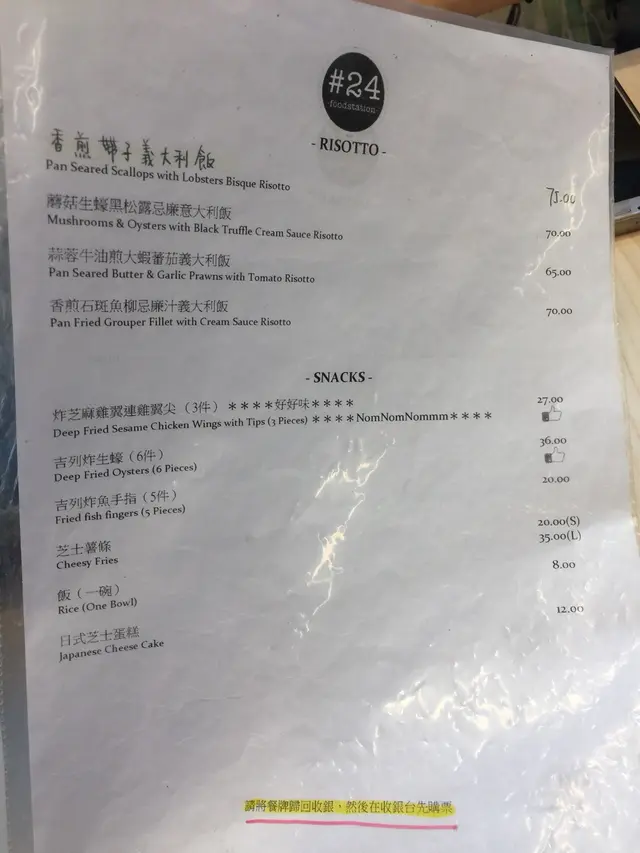 #24
foodstation
- RISOTTO -
香煎帶子義大利飯
Pan Seared Scallops with Lobsters Bisque Risotto
75.00
蘑菇生蠔黑松露忌廉意大利飯
Mushrooms & Oysters with Black Truffle Cream Sauce Risotto
70.00
蒜蓉牛油煎大蝦蕃茄義大利飯
Pan Seared Butter & Garlic Prawns with Tomato Risotto
65.00
香煎石斑魚柳忌廉汁義大利飯
Pan Fried Grouper Fillet with Cream Sauce Risotto
70.00
- SNACKS -
炸芝麻雞翼連雞翼尖（3件）＊＊＊＊好好味＊＊＊＊
27.00
Deep Fried Sesame Chicken Wings with Tips (3 Pieces) ＊＊＊＊NomNomNommm＊＊＊＊
吉列炸生蠔（6件）
36.00
Deep Fried Oysters (6 Pieces)
吉列炸魚手指（5件）
20.00
Fried fish fingers (5 Pieces)
芝士薯條
20.00(S)
Cheesy Fries
35.00(L)
飯（一碗）
8.00
Rice (One Bowl)
日式芝士蛋糕
12.00
Japanese Cheese Cake
請將餐牌歸回收銀，然後在收銀台先購票